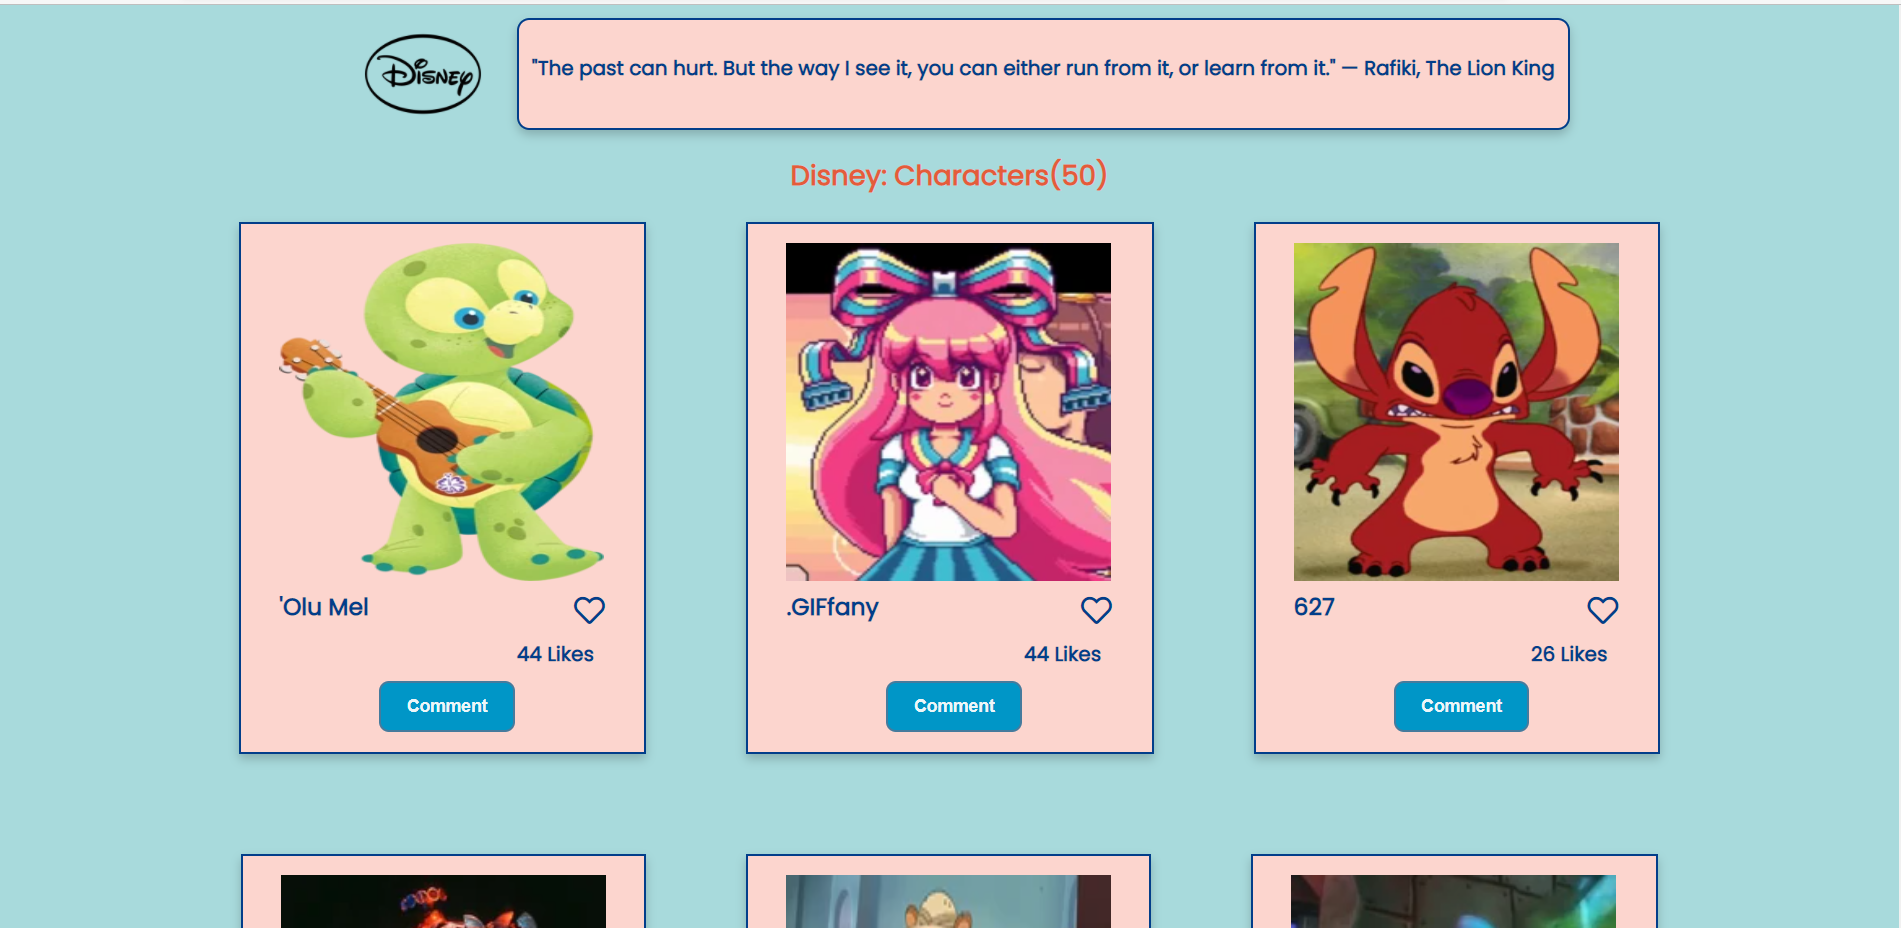 Disney
"The past can hurt. But the way I see it, you can either run from it, or learn from it." — Rafiki, The Lion King
Disney: Characters(50)
'Olu Mel
44 Likes
Comment
.GIFfany
44 Likes
Comment
627
26 Likes
Comment